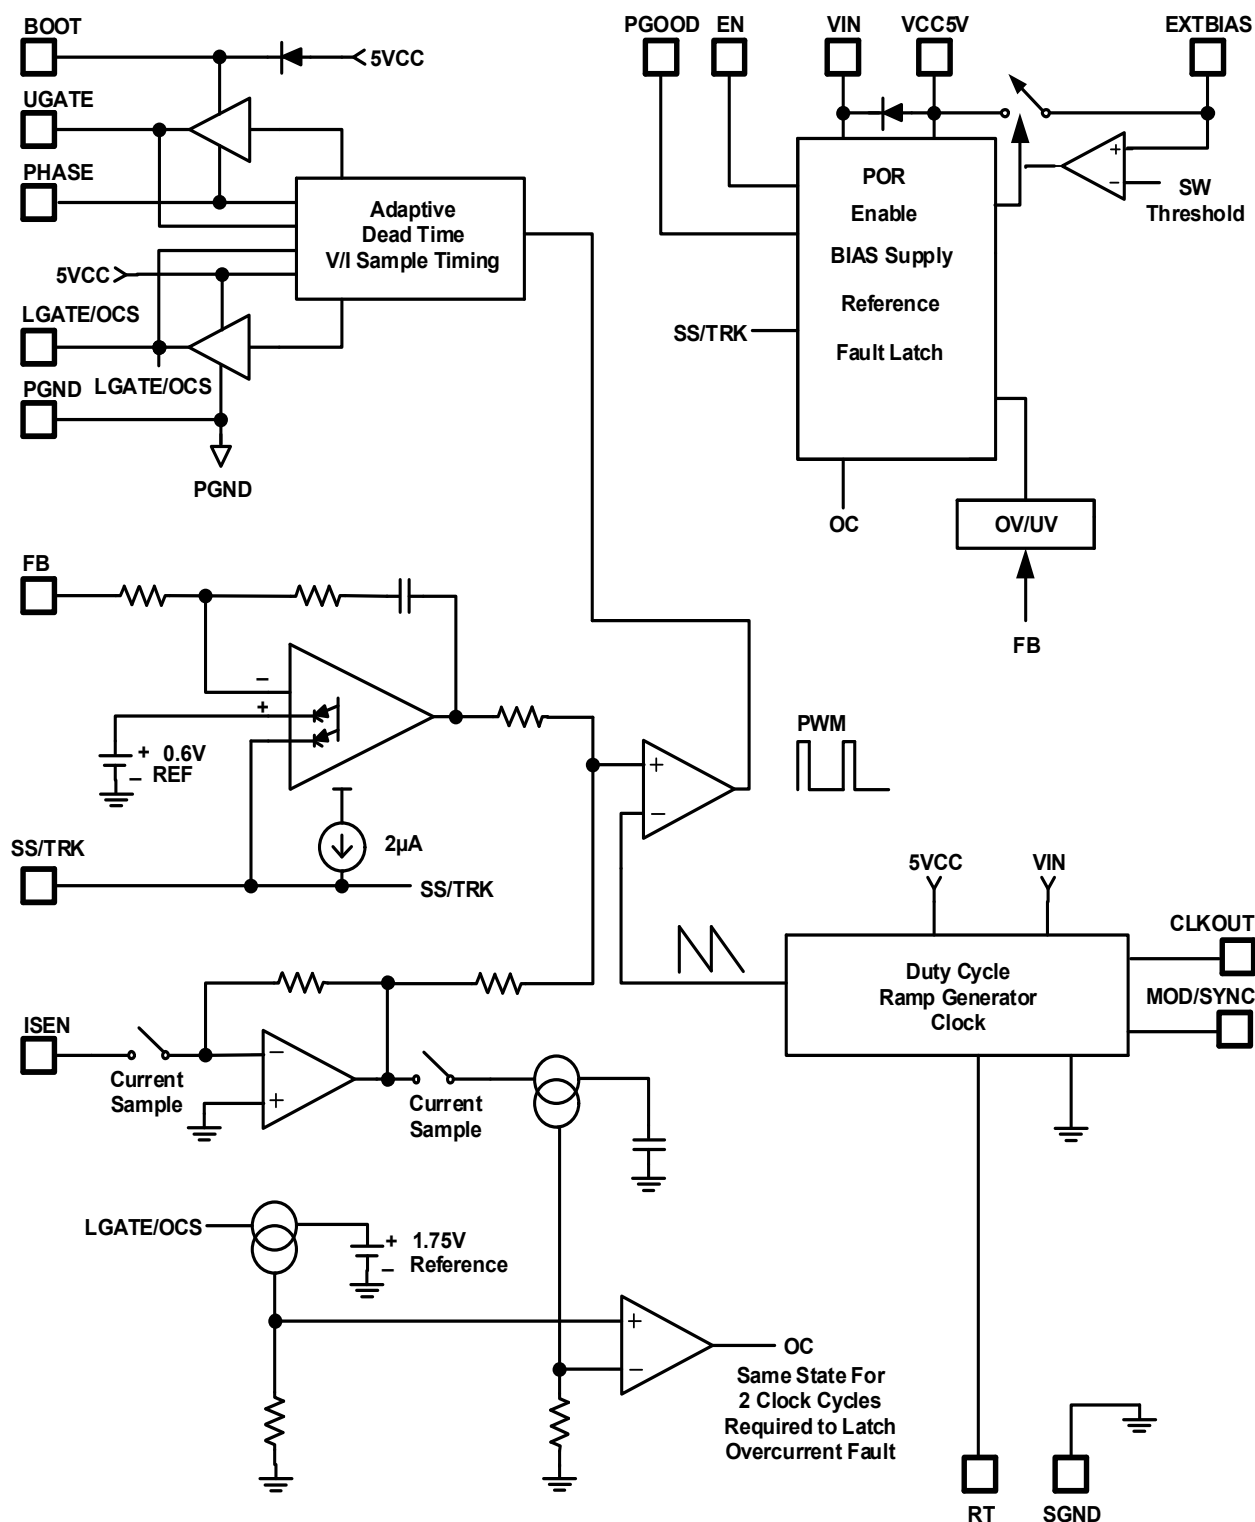 BOOT
5VCC
UGATE
PHASE
Adaptive
Dead Time
V/I Sample Timing
5VCC
LGATE/OCS
LGATE/OCS
PGND
PGND
PGOOD
EN
VIN
VCC5V
EXTBIAS
POR
Enable
BIAS Supply
Reference
Fault Latch
+
−
SW
Threshold
SS/TRK
OC
OV/UV
FB
FB
−
+
+ 0.6V
− REF
2µA
SS/TRK
SS/TRK
+
−
PWM
5VCC
VIN
Duty Cycle
Ramp Generator
Clock
CLKOUT
MOD/SYNC
ISEN
Current
Sample
−
+
Current
Sample
LGATE/OCS
+ 1.75V
− Reference
+
−
OC
Same State For
2 Clock Cycles
Required to Latch
Overcurrent Fault
RT
SGND